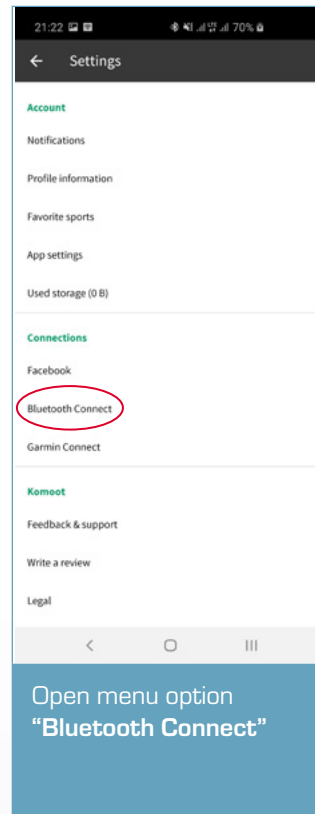 21:22 70%
← Settings
Account
Notifications
Profile information
Favorite sports
App settings
Used storage (0 B)
Connections
Facebook
Bluetooth Connect
Garmin Connect
Komoot
Feedback & support
Write a review
Legal
Open menu option
“Bluetooth Connect”